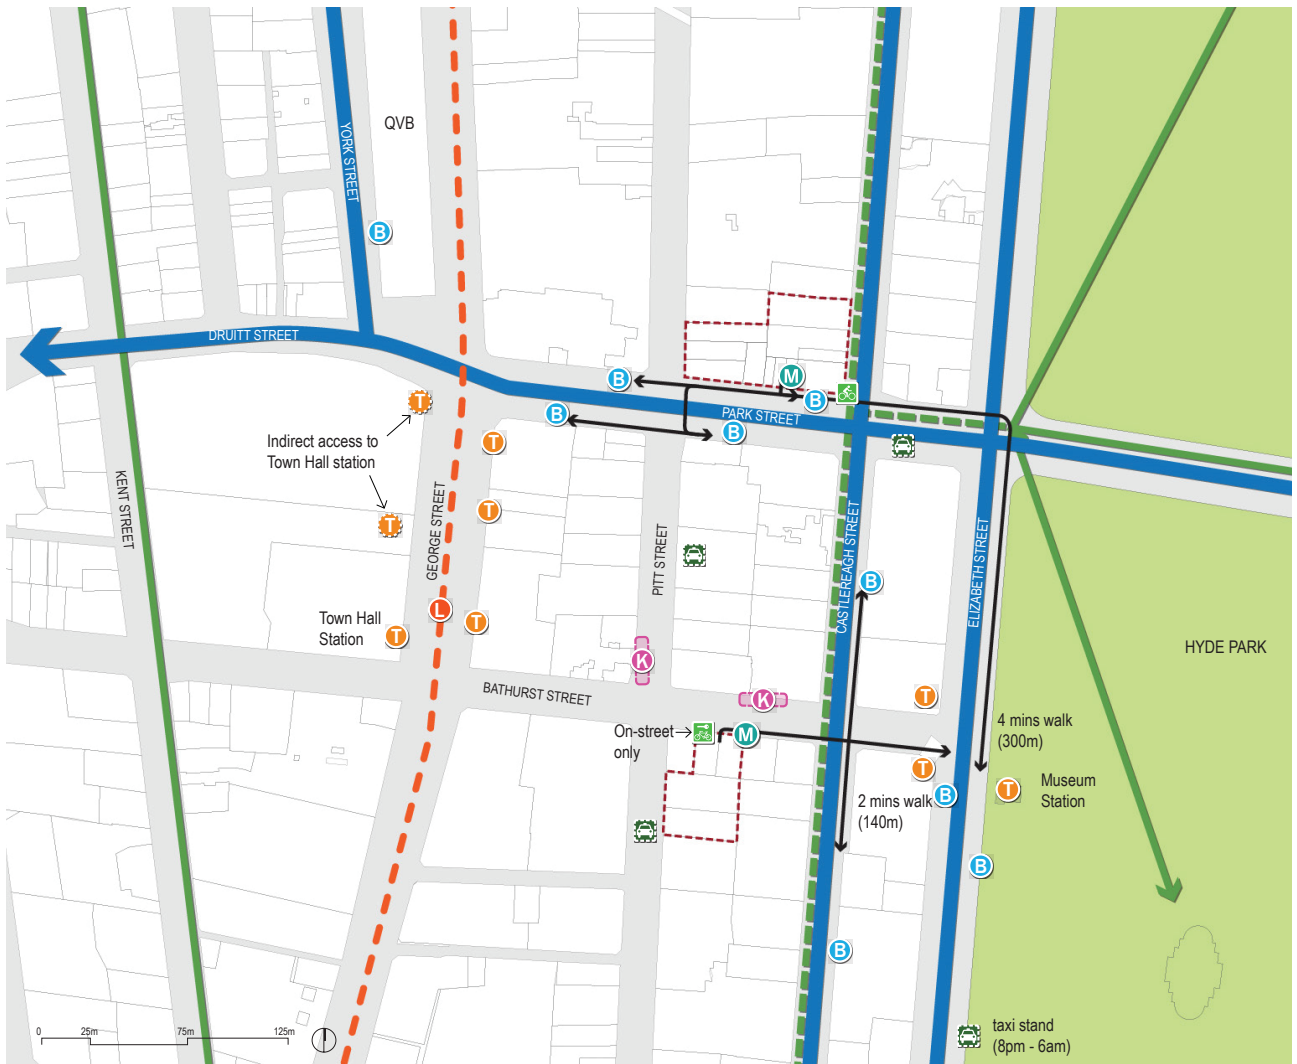 QVB
YORK STREET
B
DRUITT STREET
B
M
B
T
B
PARK STREET
B
T
Indirect access to
Town Hall station
KENT STREET
GEORGE STREET
T
T
PITT STREET
CASTLEREAGH STREET
ELIZABETH STREET
B
L
Town Hall
Station
T
T
HYDE PARK
K
BATHURST STREET
K
T
On-street
only
M
4 mins walk
(300m)
T
Museum
Station
T
2 mins walk
(140m)
B
B
B
taxi stand
(8pm - 6am)
0
25m
75m
125m